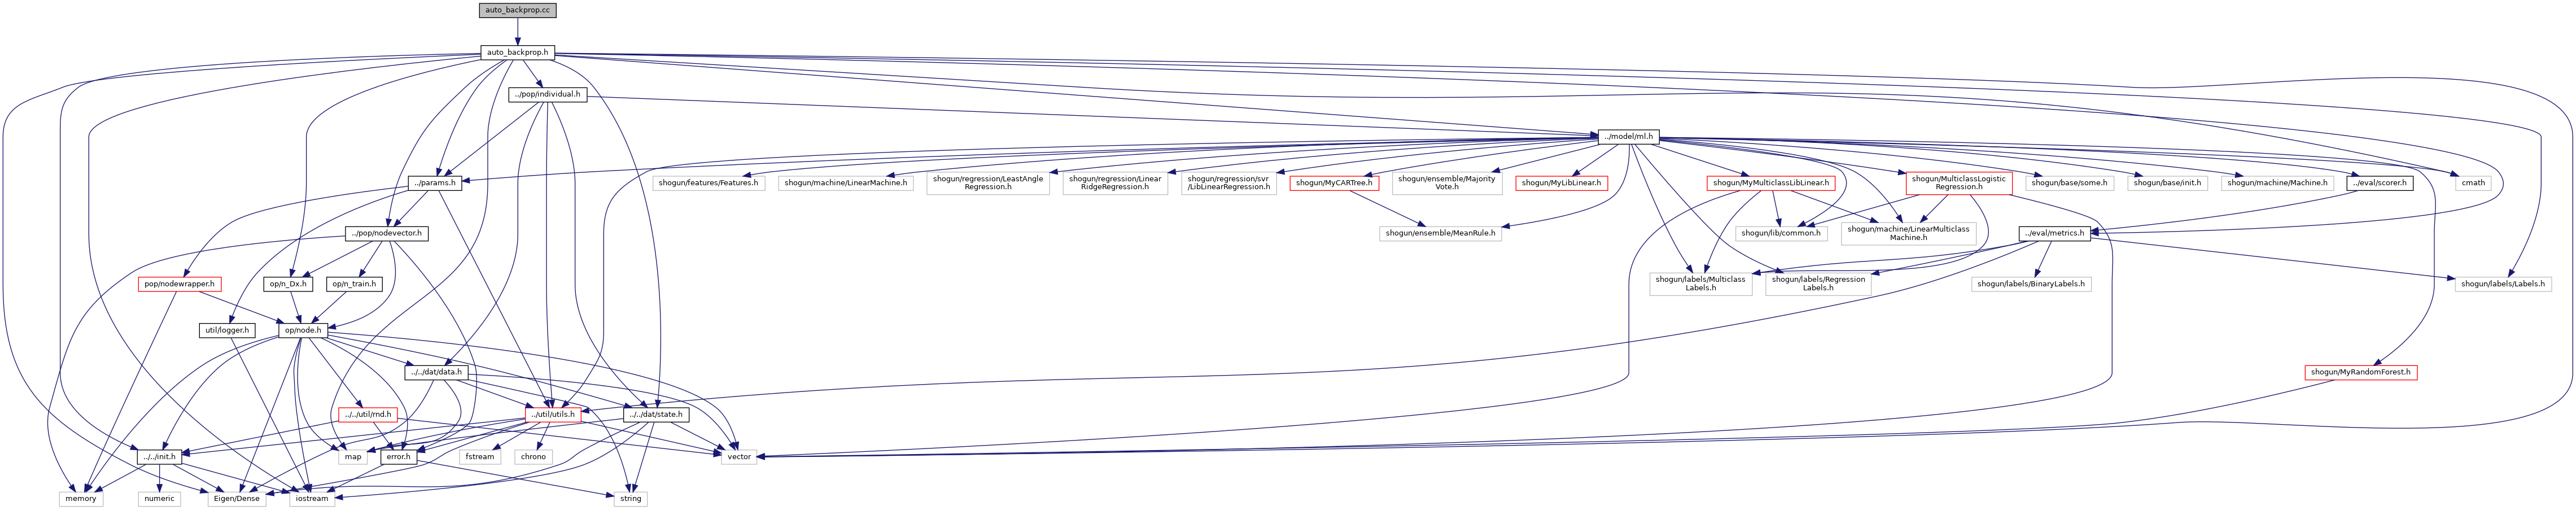 auto_backprop.cc
auto_backprop.h
../pop/individual.h
../model/ml.h
../params.h
shogun/features/Features.h
shogun/machine/LinearMachine.h
shogun/regression/LeastAngle
Regression.h
shogun/regression/Linear
RidgeRegression.h
shogun/regression/svr
/LibLinearRegression.h
shogun/MyCARTree.h
shogun/ensemble/Majority
Vote.h
shogun/MyLibLinear.h
shogun/MyMulticlassLibLinear.h
shogun/MulticlassLogistic
Regression.h
shogun/base/some.h
shogun/base/init.h
shogun/machine/Machine.h
../eval/scorer.h
cmath
../pop/nodevector.h
shogun/ensemble/MeanRule.h
shogun/lib/common.h
shogun/machine/LinearMulticlass
Machine.h
../eval/metrics.h
pop/nodewrapper.h
op/n_Dx.h
op/n_train.h
shogun/labels/Multiclass
Labels.h
shogun/labels/Regression
Labels.h
shogun/labels/BinaryLabels.h
shogun/labels/Labels.h
util/logger.h
op/node.h
../../dat/data.h
shogun/MyRandomForest.h
../../util/rnd.h
../util/utils.h
../../dat/state.h
../../init.h
map
error.h
fstream
chrono
vector
memory
numeric
Eigen/Dense
iostream
string